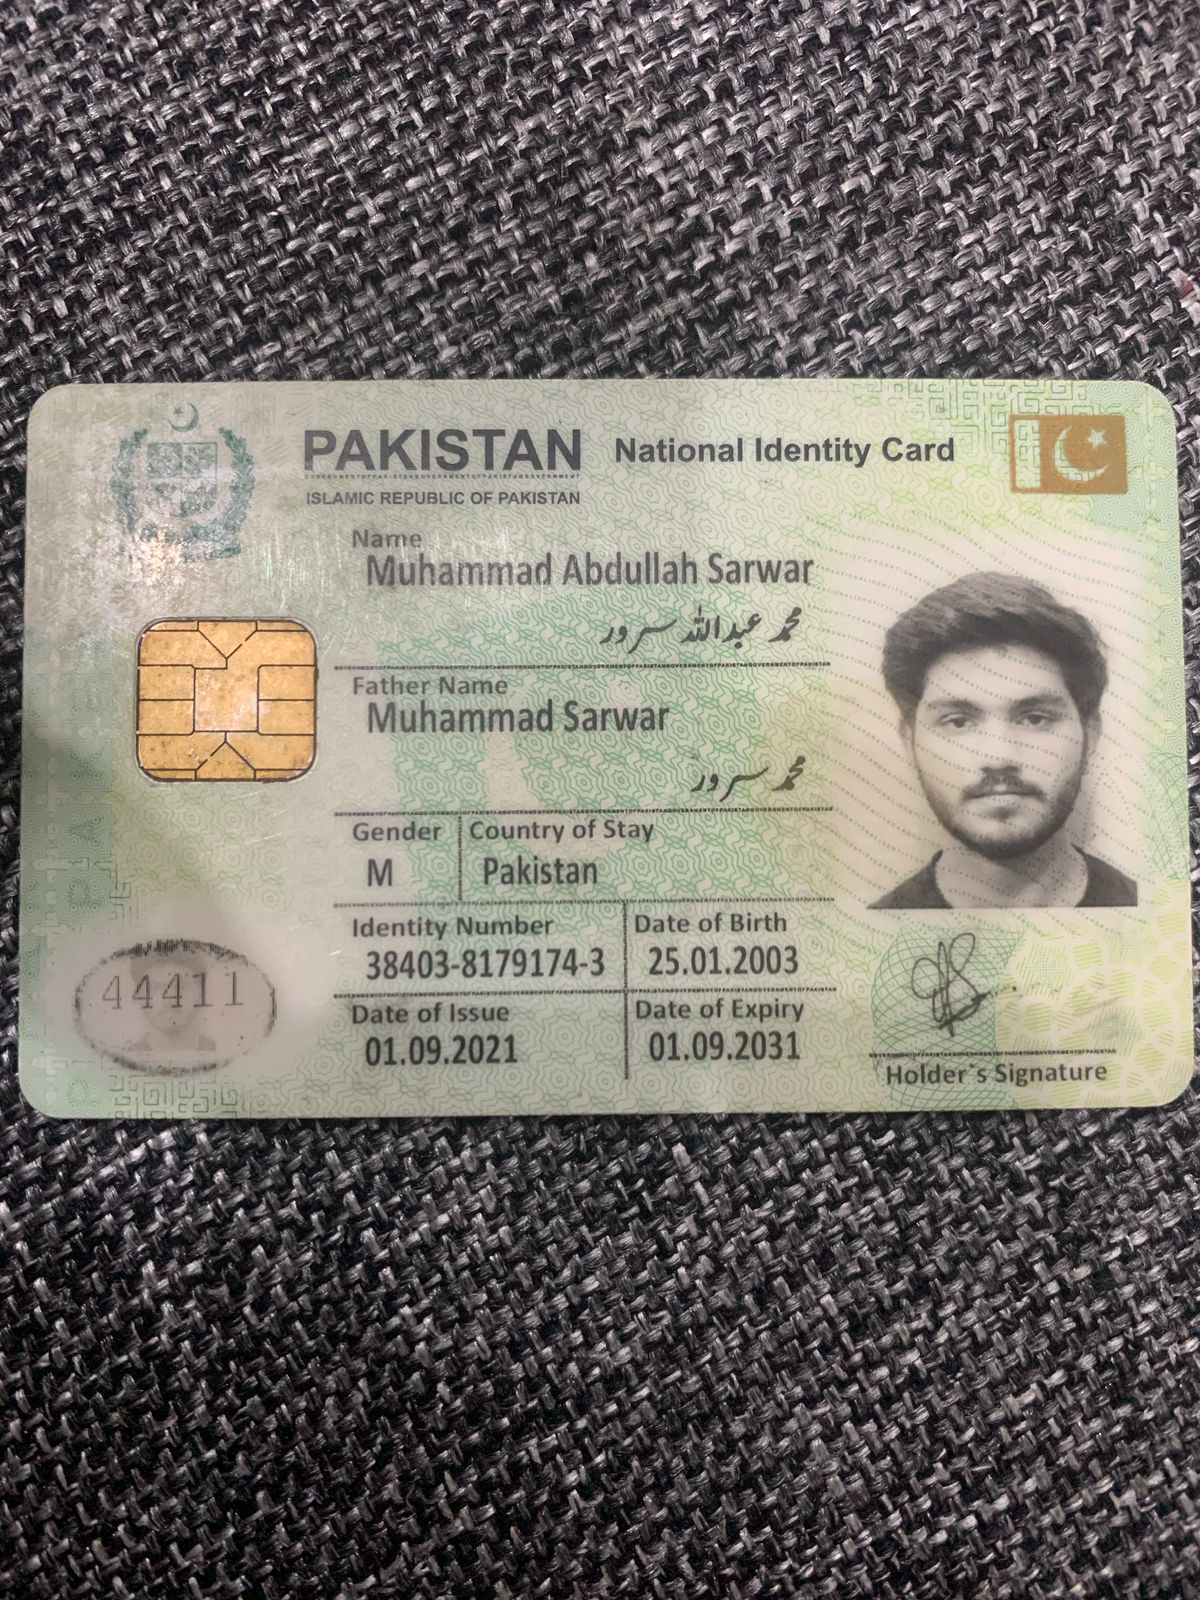 PAKISTAN National Identity Card
ISLAMIC REPUBLIC OF PAKISTAN
Name
Muhammad Abdullah Sarwar
محمد عبداللہ سرور
Father Name
Muhammad Sarwar
محمد سرور
Gender Country of Stay
M Pakistan
Identity Number Date of Birth
38403-8179174-3 25.01.2003
Date of Issue Date of Expiry
01.09.2021 01.09.2031
44411
Holder`s Signature